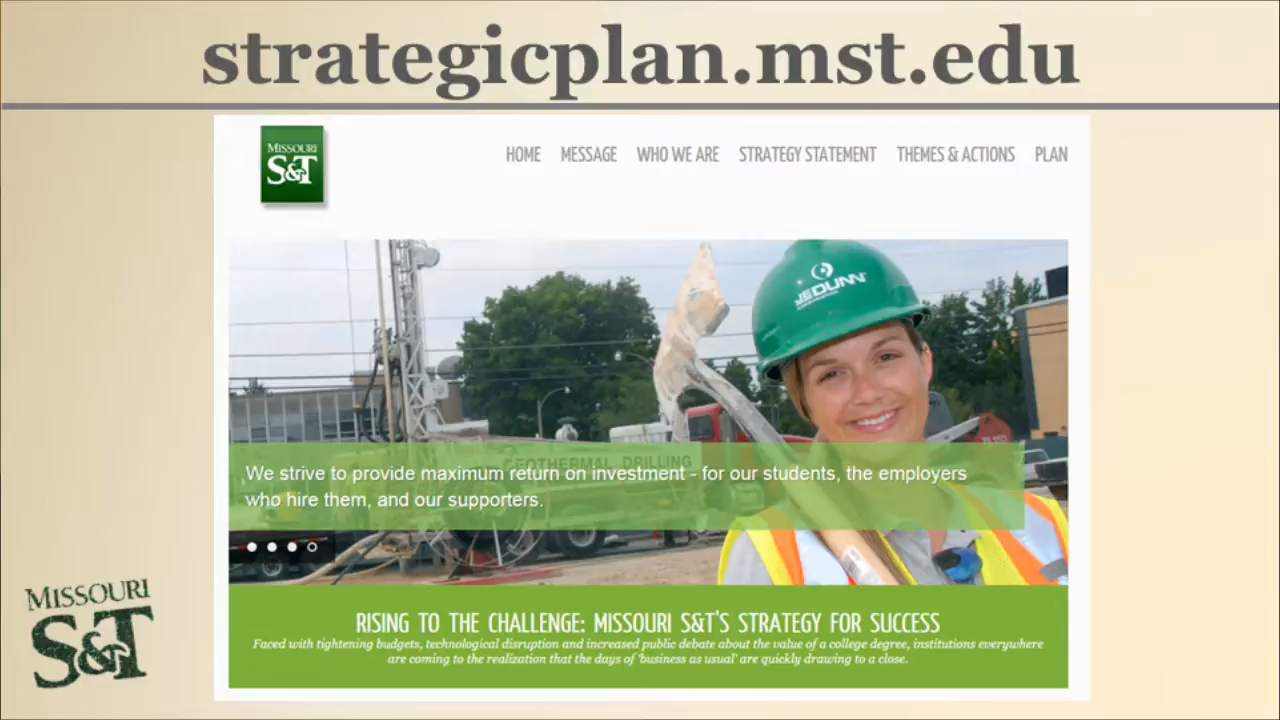 strategicplan.mst.edu
MISSOURI
S&T
HOME MESSAGE WHO WE ARE STRATEGY STATEMENT THEMES & ACTIONS PLAN
JE DUNN
GEOTHERMAL DRILLING
We strive to provide maximum return on investment - for our students, the employers
who hire them, and our supporters.
RISING TO THE CHALLENGE: MISSOURI S&T'S STRATEGY FOR SUCCESS
Faced with tightening budgets, technological disruption and increased public debate about the value of a college degree, institutions everywhere
are coming to the realization that the days of 'business as usual' are quickly drawing to a close.
MISSOURI
S&T